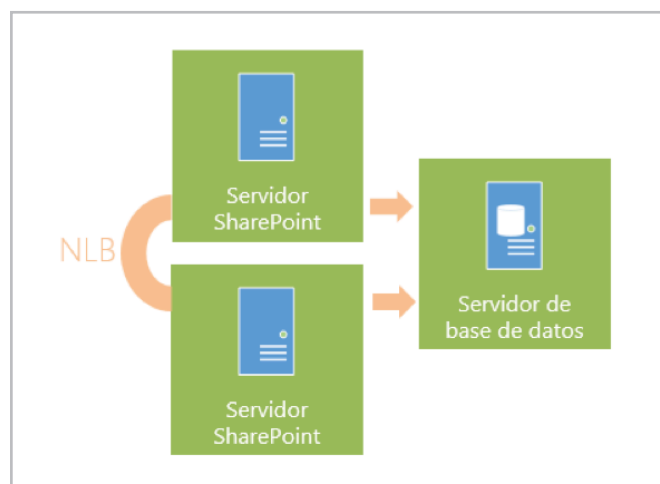 Servidor
SharePoint
NLB
Servidor
SharePoint
Servidor de
base de datos